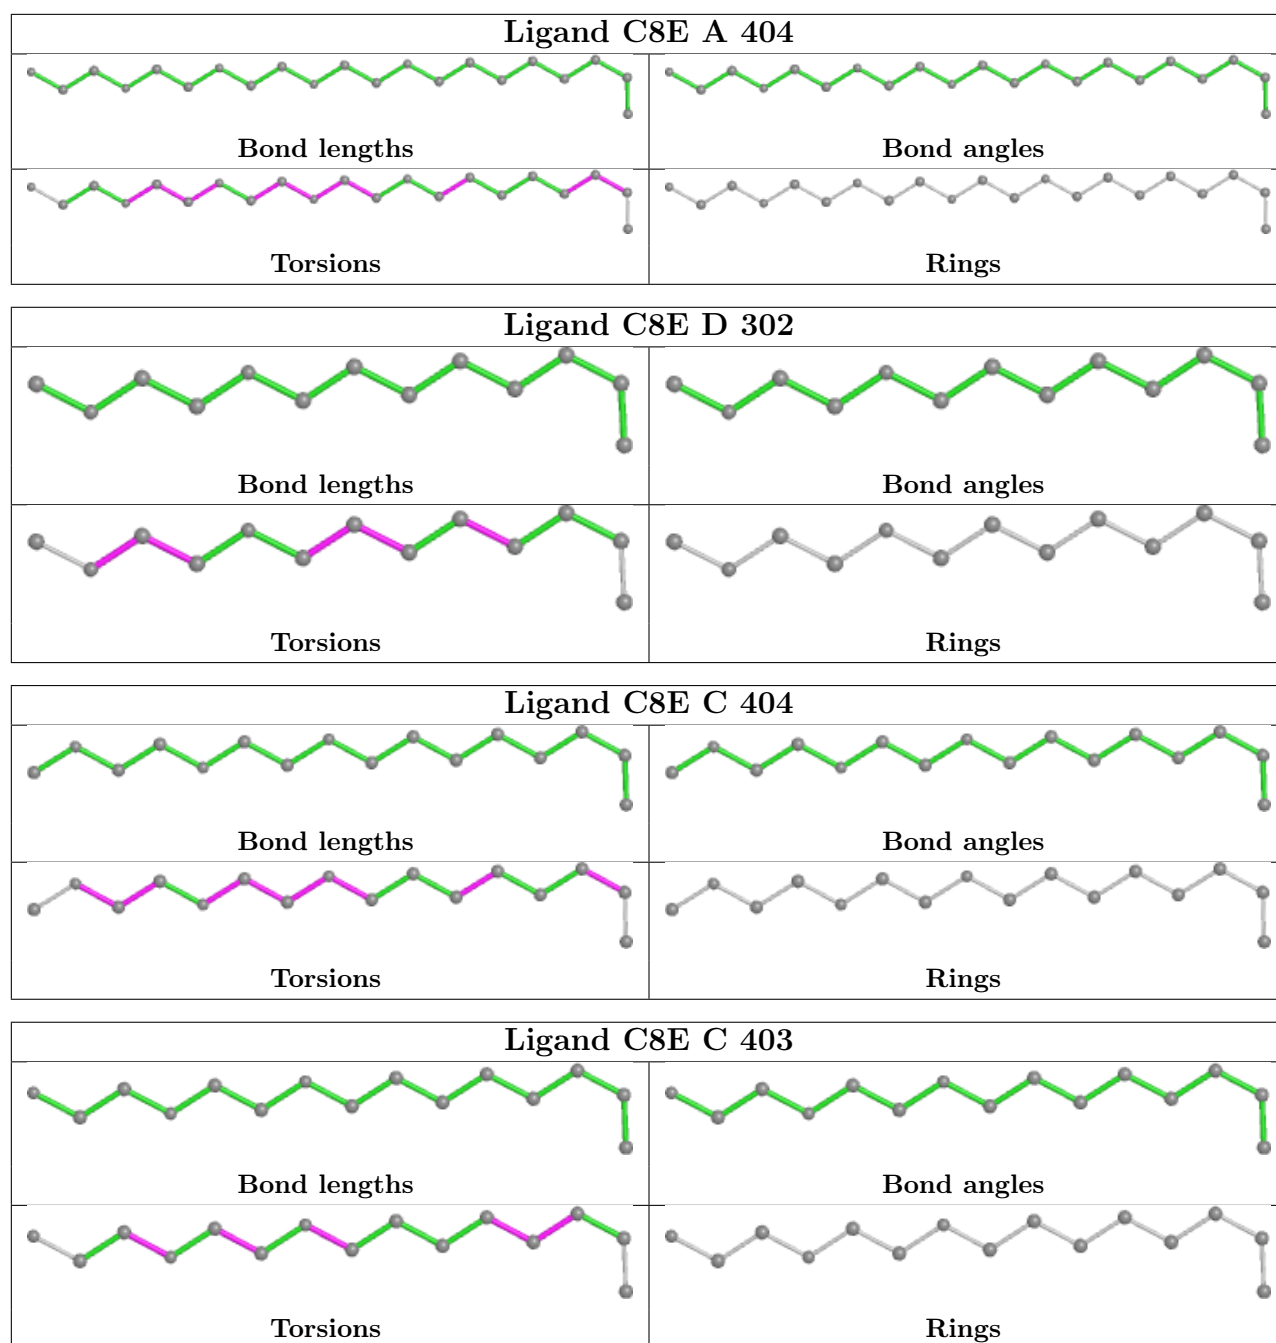 Ligand C8E A 404
Bond lengths
Bond angles
Torsions
Rings
Ligand C8E D 302
Bond lengths
Bond angles
Torsions
Rings
Ligand C8E C 404
Bond lengths
Bond angles
Torsions
Rings
Ligand C8E C 403
Bond lengths
Bond angles
Torsions
Rings